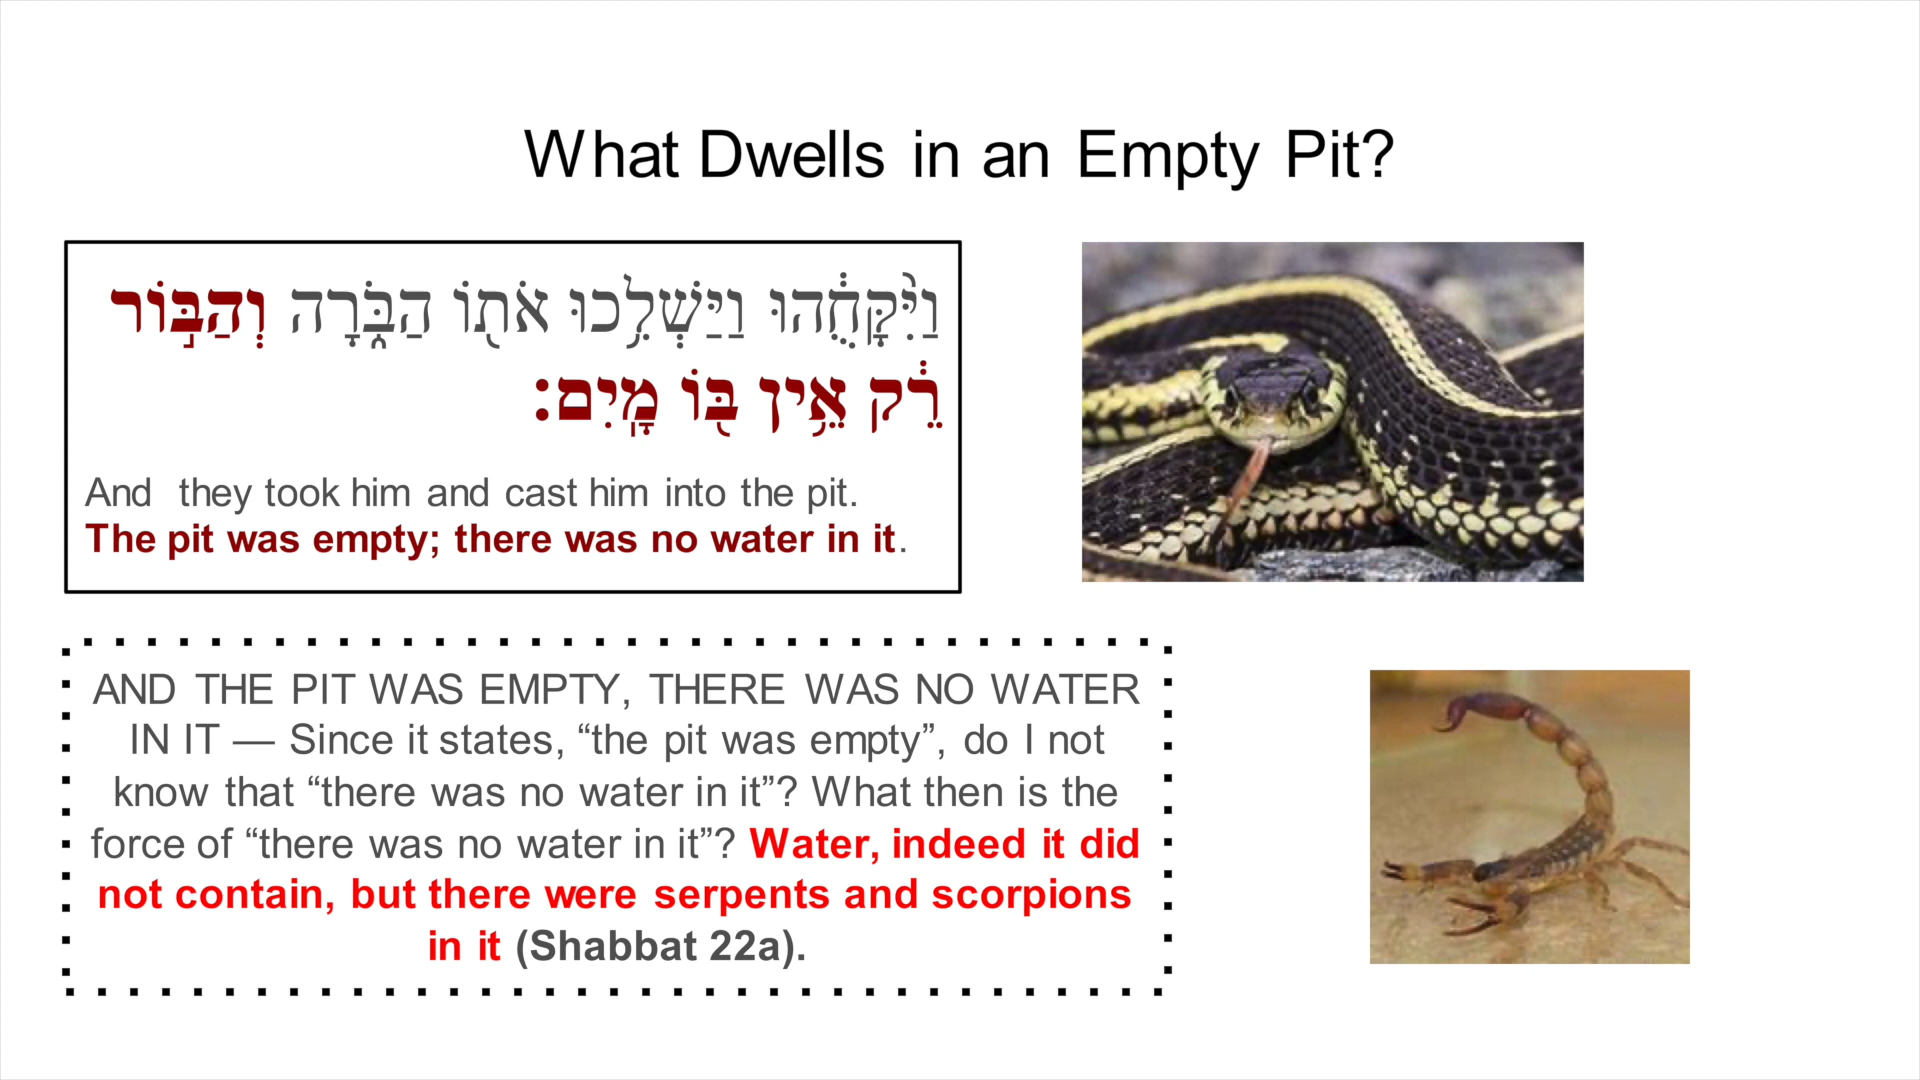 What Dwells in an Empty Pit?
וַיִּ֨קָּחֻ֔הוּ וַיַּשְׁלִ֥כוּ אֹת֖וֹ הַבֹּ֑רָה וְהַבּ֣וֹר
רֵ֔ק אֵ֥ין בּ֖וֹ מָֽיִם׃
And they took him and cast him into the pit.
The pit was empty; there was no water in it.
AND THE PIT WAS EMPTY, THERE WAS NO WATER
IN IT — Since it states, “the pit was empty”, do I not
know that “there was no water in it”? What then is the
force of “there was no water in it”? Water, indeed it did
not contain, but there were serpents and scorpions
in it (Shabbat 22a).